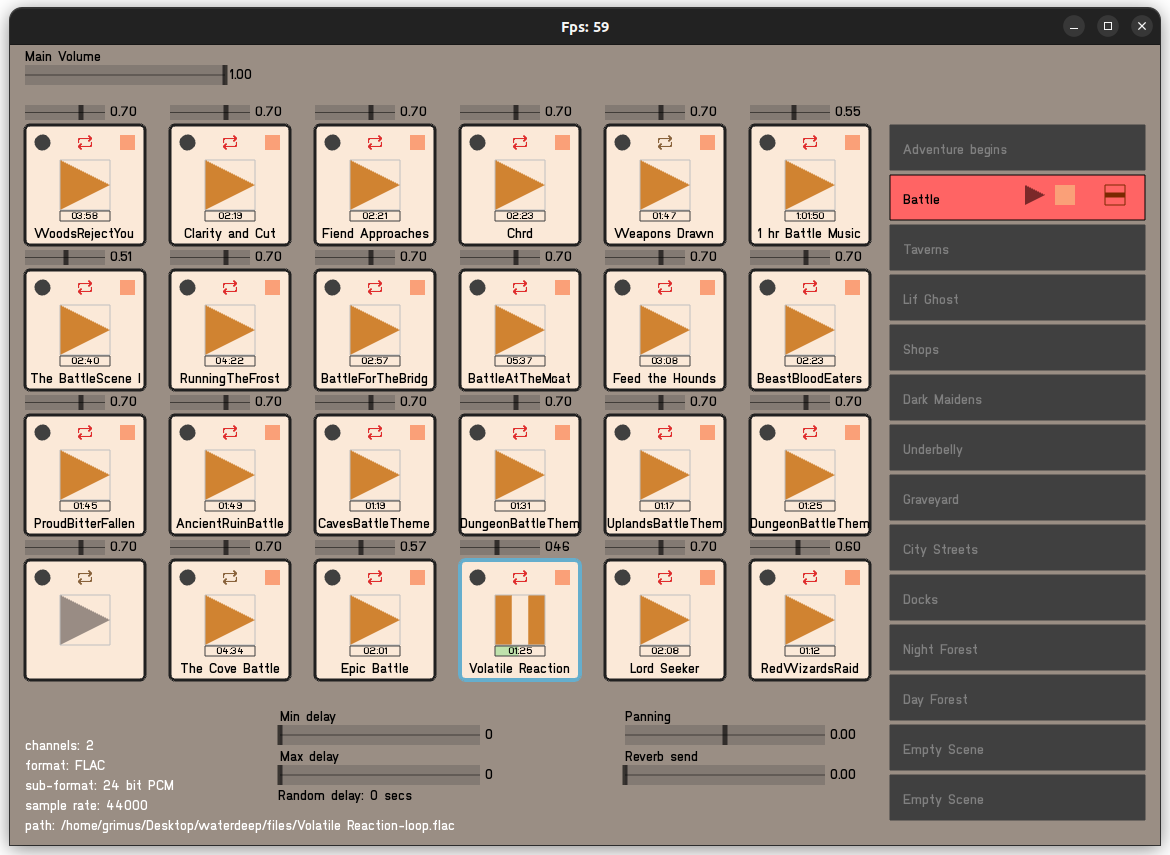 Fps: 59
Main Volume
1.00
0.70 0.70 0.70 0.70 0.70 0.55
03:58 02:19 02:21 02:23 01:47 1:01:50
WoodsRejectYou Clarity and Cut Fiend Approaches Chrd Weapons Drawn 1 hr Battle Music
0.51 0.70 0.70 0.70 0.70 0.70
02:40 04:22 02:57 05:37 03:08 02:23
The BattleScene I RunningTheFrost BattleForTheBridg BattleAtTheMoat Feed the Hounds BeastBloodEaters
0.70 0.70 0.70 0.70 0.70 0.70
01:45 01:49 01:19 01:31 01:17 01:25
ProudBitterFallen AncientRuinBattle CavesBattleTheme DungeonBattleThem UplandsBattleThem DungeonBattleThem
0.70 0.70 0.57 0.46 0.70 0.60
04:34 02:01 01:25 02:08 01:12
The Cove Battle Epic Battle Volatile Reaction Lord Seeker RedWizardsRaid
Adventure begins
Battle
Taverns
Lif Ghost
Shops
Dark Maidens
Underbelly
Graveyard
City Streets
Docks
Night Forest
Day Forest
Empty Scene
Empty Scene
Min delay
0
Max delay
0
Random delay: 0 secs
Panning
0.00
Reverb send
0.00
channels: 2
format: FLAC
sub-format: 24 bit PCM
sample rate: 44000
path: /home/grimus/Desktop/waterdeep/files/Volatile Reaction-loop.flac